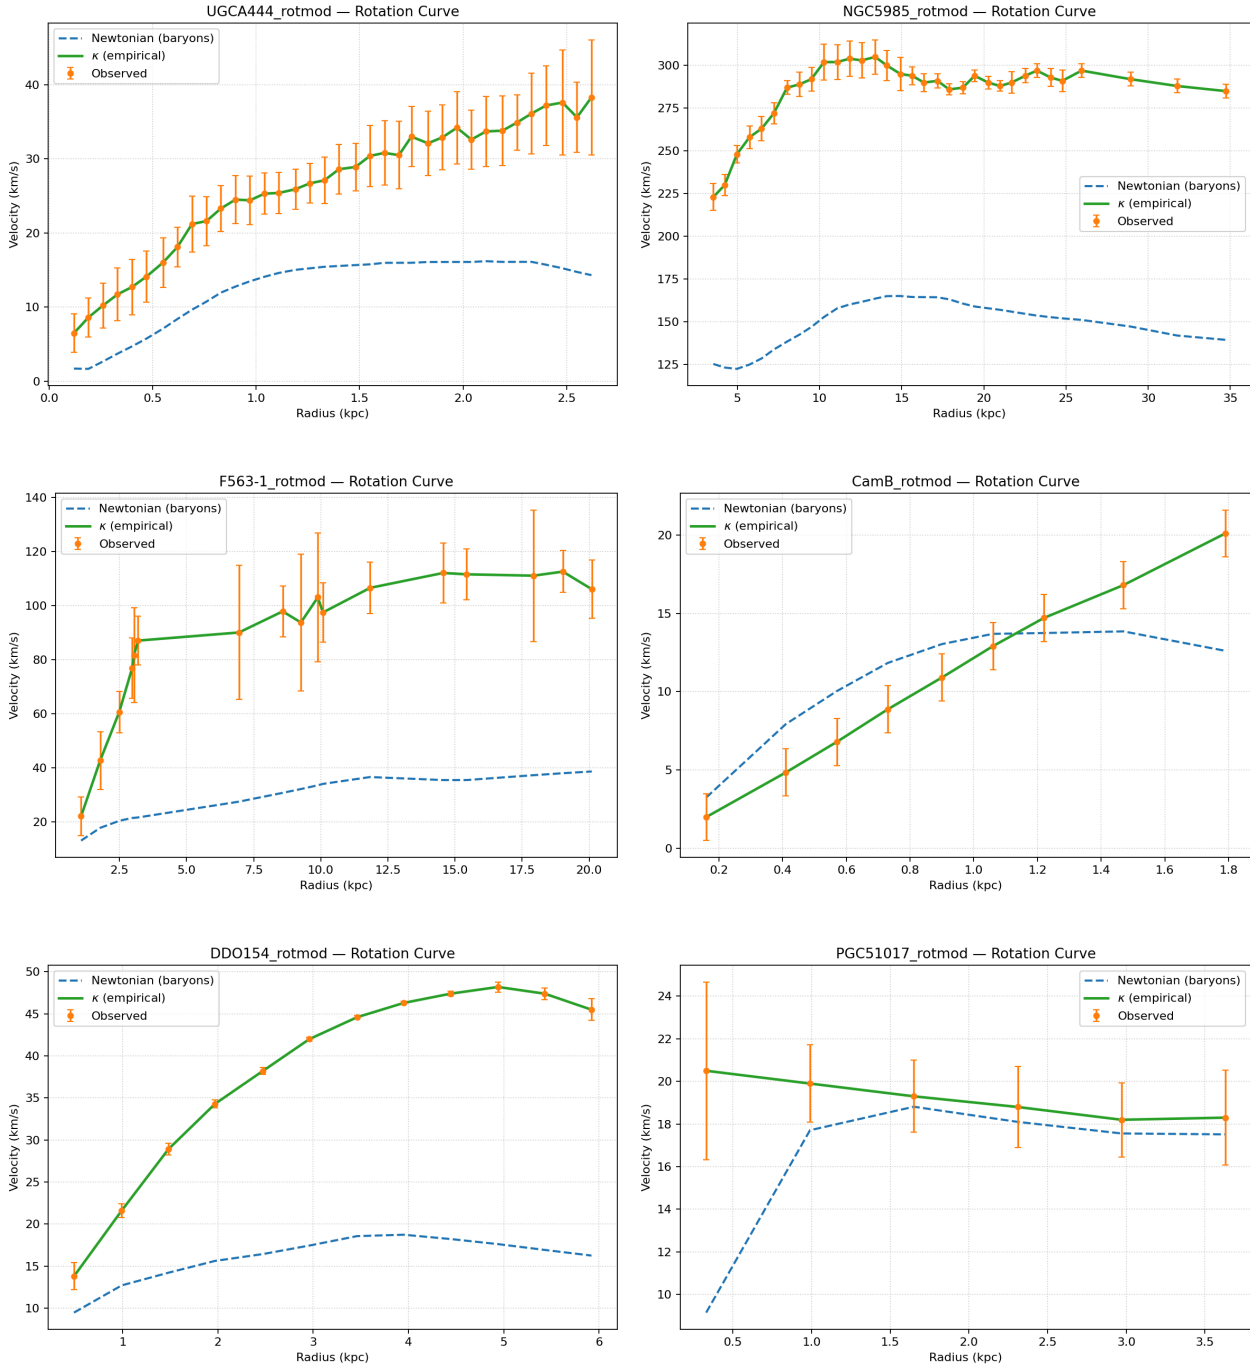 UGCA444_rotmod — Rotation Curve
Newtonian (baryons)
κ (empirical)
Observed
40
30
20
10
0
Velocity (km/s)
0.0 0.5 1.0 1.5 2.0 2.5
Radius (kpc)
NGC5985_rotmod — Rotation Curve
300
275
250
225
200
175
150
125
Velocity (km/s)
Newtonian (baryons)
κ (empirical)
Observed
5 10 15 20 25 30 35
Radius (kpc)
F563-1_rotmod — Rotation Curve
Newtonian (baryons)
κ (empirical)
Observed
140
120
100
80
60
40
20
Velocity (km/s)
2.5 5.0 7.5 10.0 12.5 15.0 17.5 20.0
Radius (kpc)
CamB_rotmod — Rotation Curve
Newtonian (baryons)
κ (empirical)
Observed
20
15
10
5
0
Velocity (km/s)
0.2 0.4 0.6 0.8 1.0 1.2 1.4 1.6 1.8
Radius (kpc)
DDO154_rotmod — Rotation Curve
Newtonian (baryons)
κ (empirical)
Observed
50
45
40
35
30
25
20
15
10
Velocity (km/s)
1 2 3 4 5 6
Radius (kpc)
PGC51017_rotmod — Rotation Curve
Newtonian (baryons)
κ (empirical)
Observed
24
22
20
18
16
14
12
10
Velocity (km/s)
0.5 1.0 1.5 2.0 2.5 3.0 3.5
Radius (kpc)